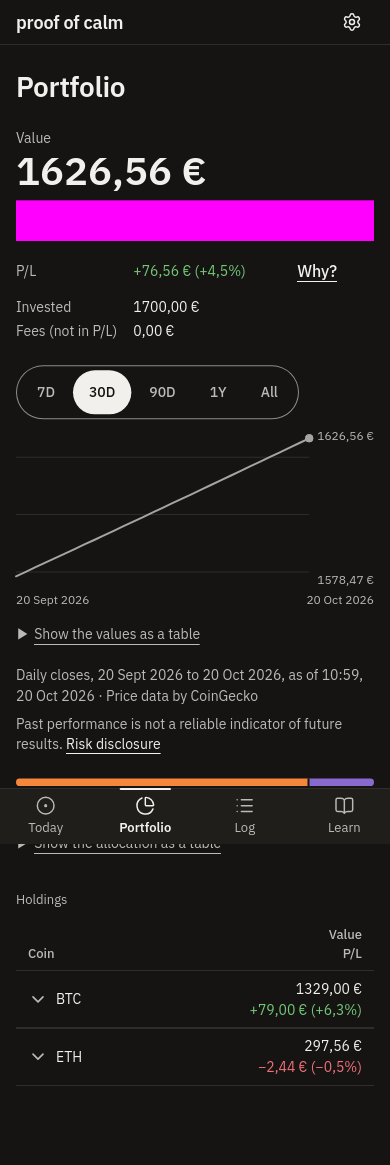 proof of calm
Portfolio
Value
1626,56 €
P/L +76,56 € (+4,5%) Why?
Invested 1700,00 €
Fees (not in P/L) 0,00 €
7D 30D 90D 1Y All
1626,56 €
1578,47 €
20 Sept 2026 20 Oct 2026
Show the values as a table
Daily closes, 20 Sept 2026 to 20 Oct 2026, as of 10:59,
20 Oct 2026 · Price data by CoinGecko
Past performance is not a reliable indicator of future
results. Risk disclosure
Today Portfolio Log Learn
Show the allocation as a table
Holdings
Value
Coin P/L
BTC 1329,00 €
+79,00 € (+6,3%)
ETH 297,56 €
−2,44 € (−0,5%)